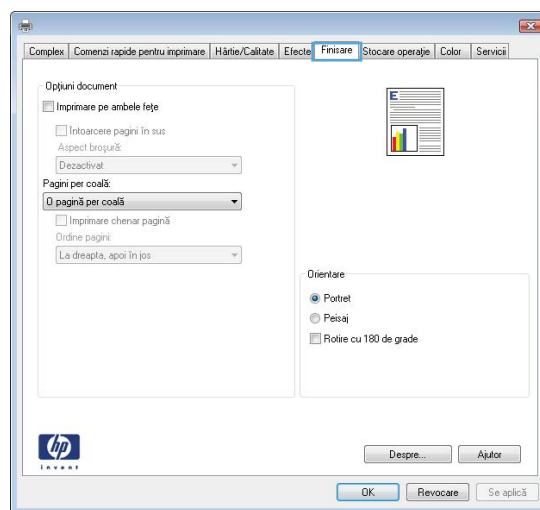 Complex Comenzi rapide pentru imprimare Hârtie/Calitate Efecte Finisare Stocare operaţie Color Servicii
Opţiuni document
Imprimare pe ambele feţe
Întoarcere pagini în sus
Aspect broşură:
Dezactivat
Pagini per coală:
O pagină per coală
Imprimare chenar pagină
Ordine pagini:
La dreapta, apoi în jos
E
Orientare
Portret
Peisaj
Rotire cu 180 de grade
hp
invent
Despre... Ajutor
OK Revocare Se aplică